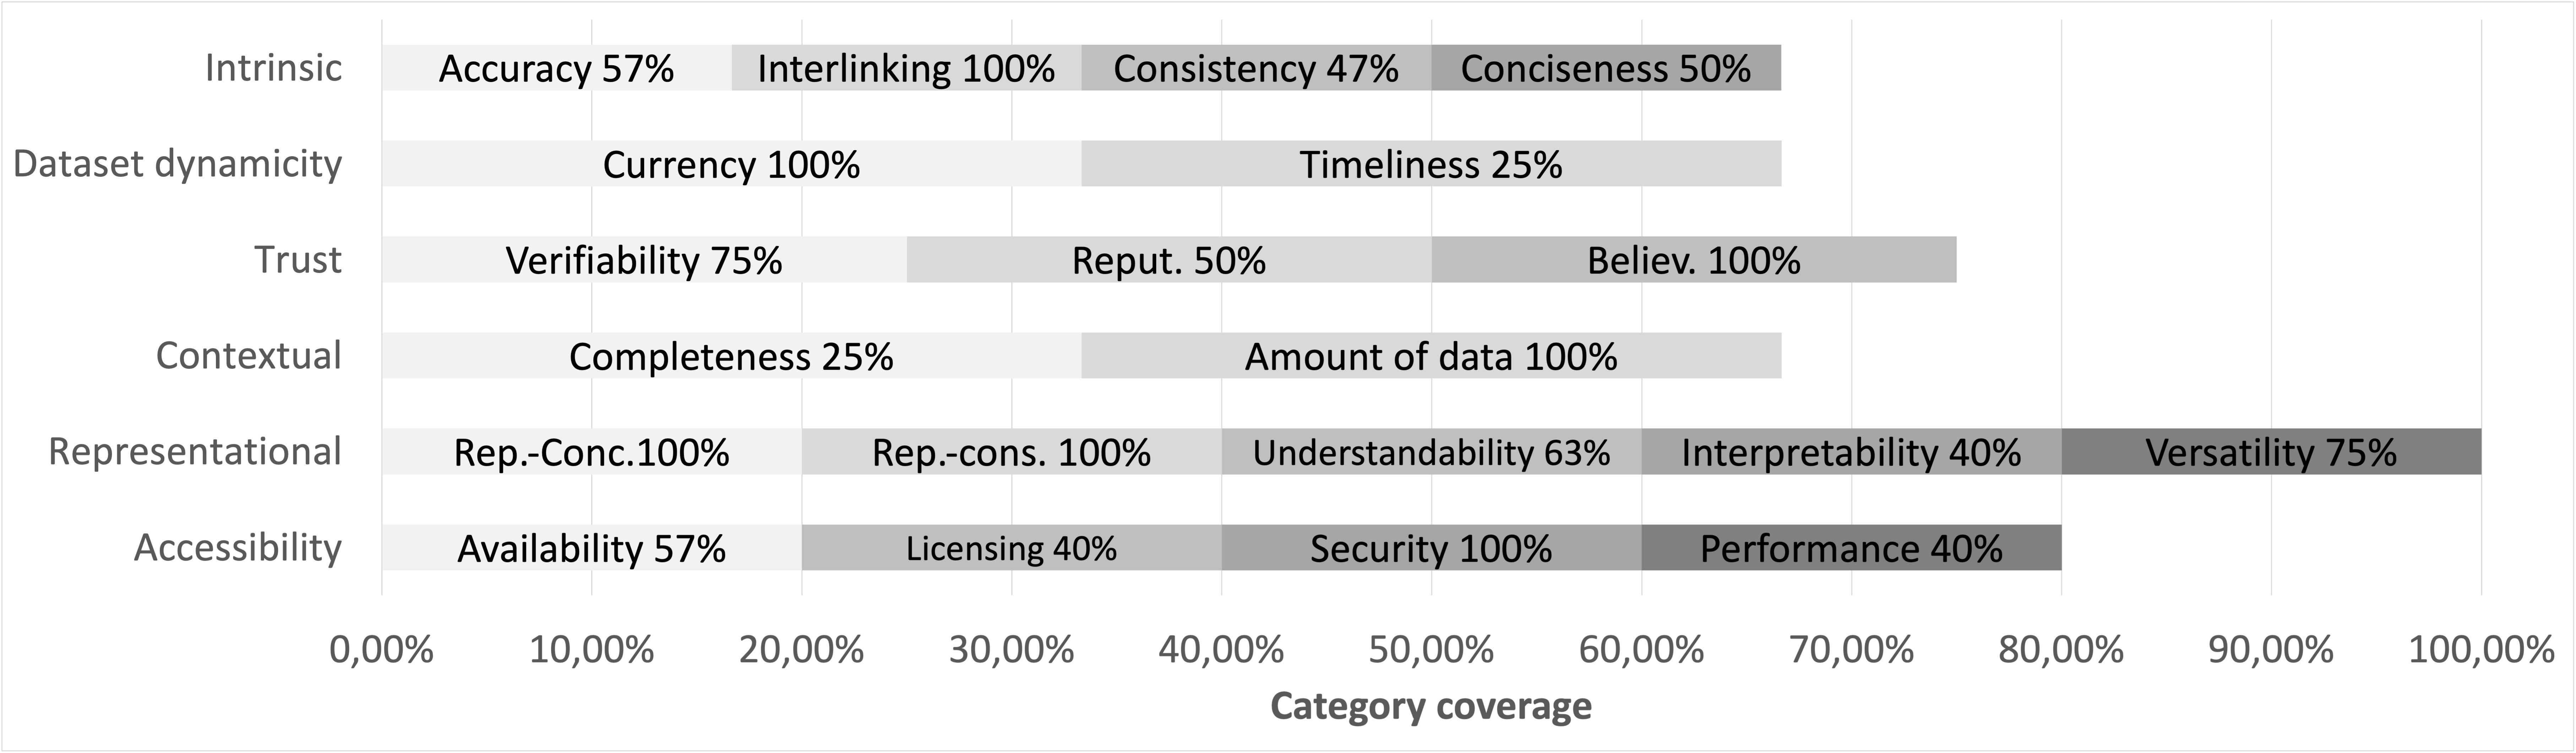 Intrinsic Accuracy 57% Interlinking 100% Consistency 47% Conciseness 50%
Dataset dynamicity Currency 100% Timeliness 25%
Trust Verifiability 75% Reput. 50% Believ. 100%
Contextual Completeness 25% Amount of data 100%
Representational Rep.-Conc.100% Rep.-cons. 100% Understandability 63% Interpretability 40% Versatility 75%
Accessibility Availability 57% Licensing 40% Security 100% Performance 40%
0,00% 10,00% 20,00% 30,00% 40,00% 50,00% 60,00% 70,00% 80,00% 90,00% 100,00%
Category coverage